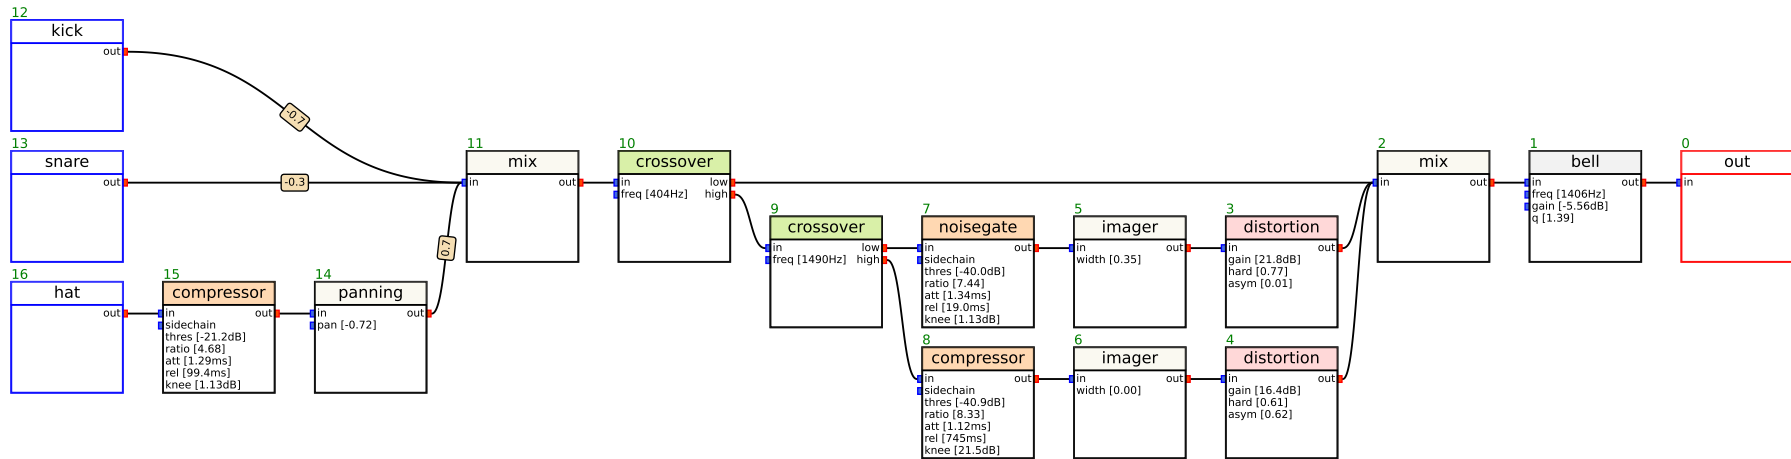 12
kick
out
-0.7
13
snare
out
-0.3
16
hat
out
15
compressor
in out
sidechain
thres [-21.2dB]
ratio [4.68]
att [1.29ms]
rel [99.4ms]
knee [1.13dB]
14
panning
in out
pan [-0.72]
0.7
11
mix
in out
10
crossover
in low
freq [404Hz] high
9
crossover
in low
freq [1490Hz] high
7
noisegate
in out
sidechain
thres [-40.0dB]
ratio [7.44]
att [1.34ms]
rel [19.0ms]
knee [1.13dB]
5
imager
in out
width [0.35]
3
distortion
in out
gain [21.8dB]
hard [0.77]
asym [0.01]
8
compressor
in out
sidechain
thres [-40.9dB]
ratio [8.33]
att [1.12ms]
rel [745ms]
knee [21.5dB]
6
imager
in out
width [0.00]
4
distortion
in out
gain [16.4dB]
hard [0.61]
asym [0.62]
2
mix
in out
1
bell
in out
freq [1406Hz]
gain [-5.56dB]
q [1.39]
0
out
in